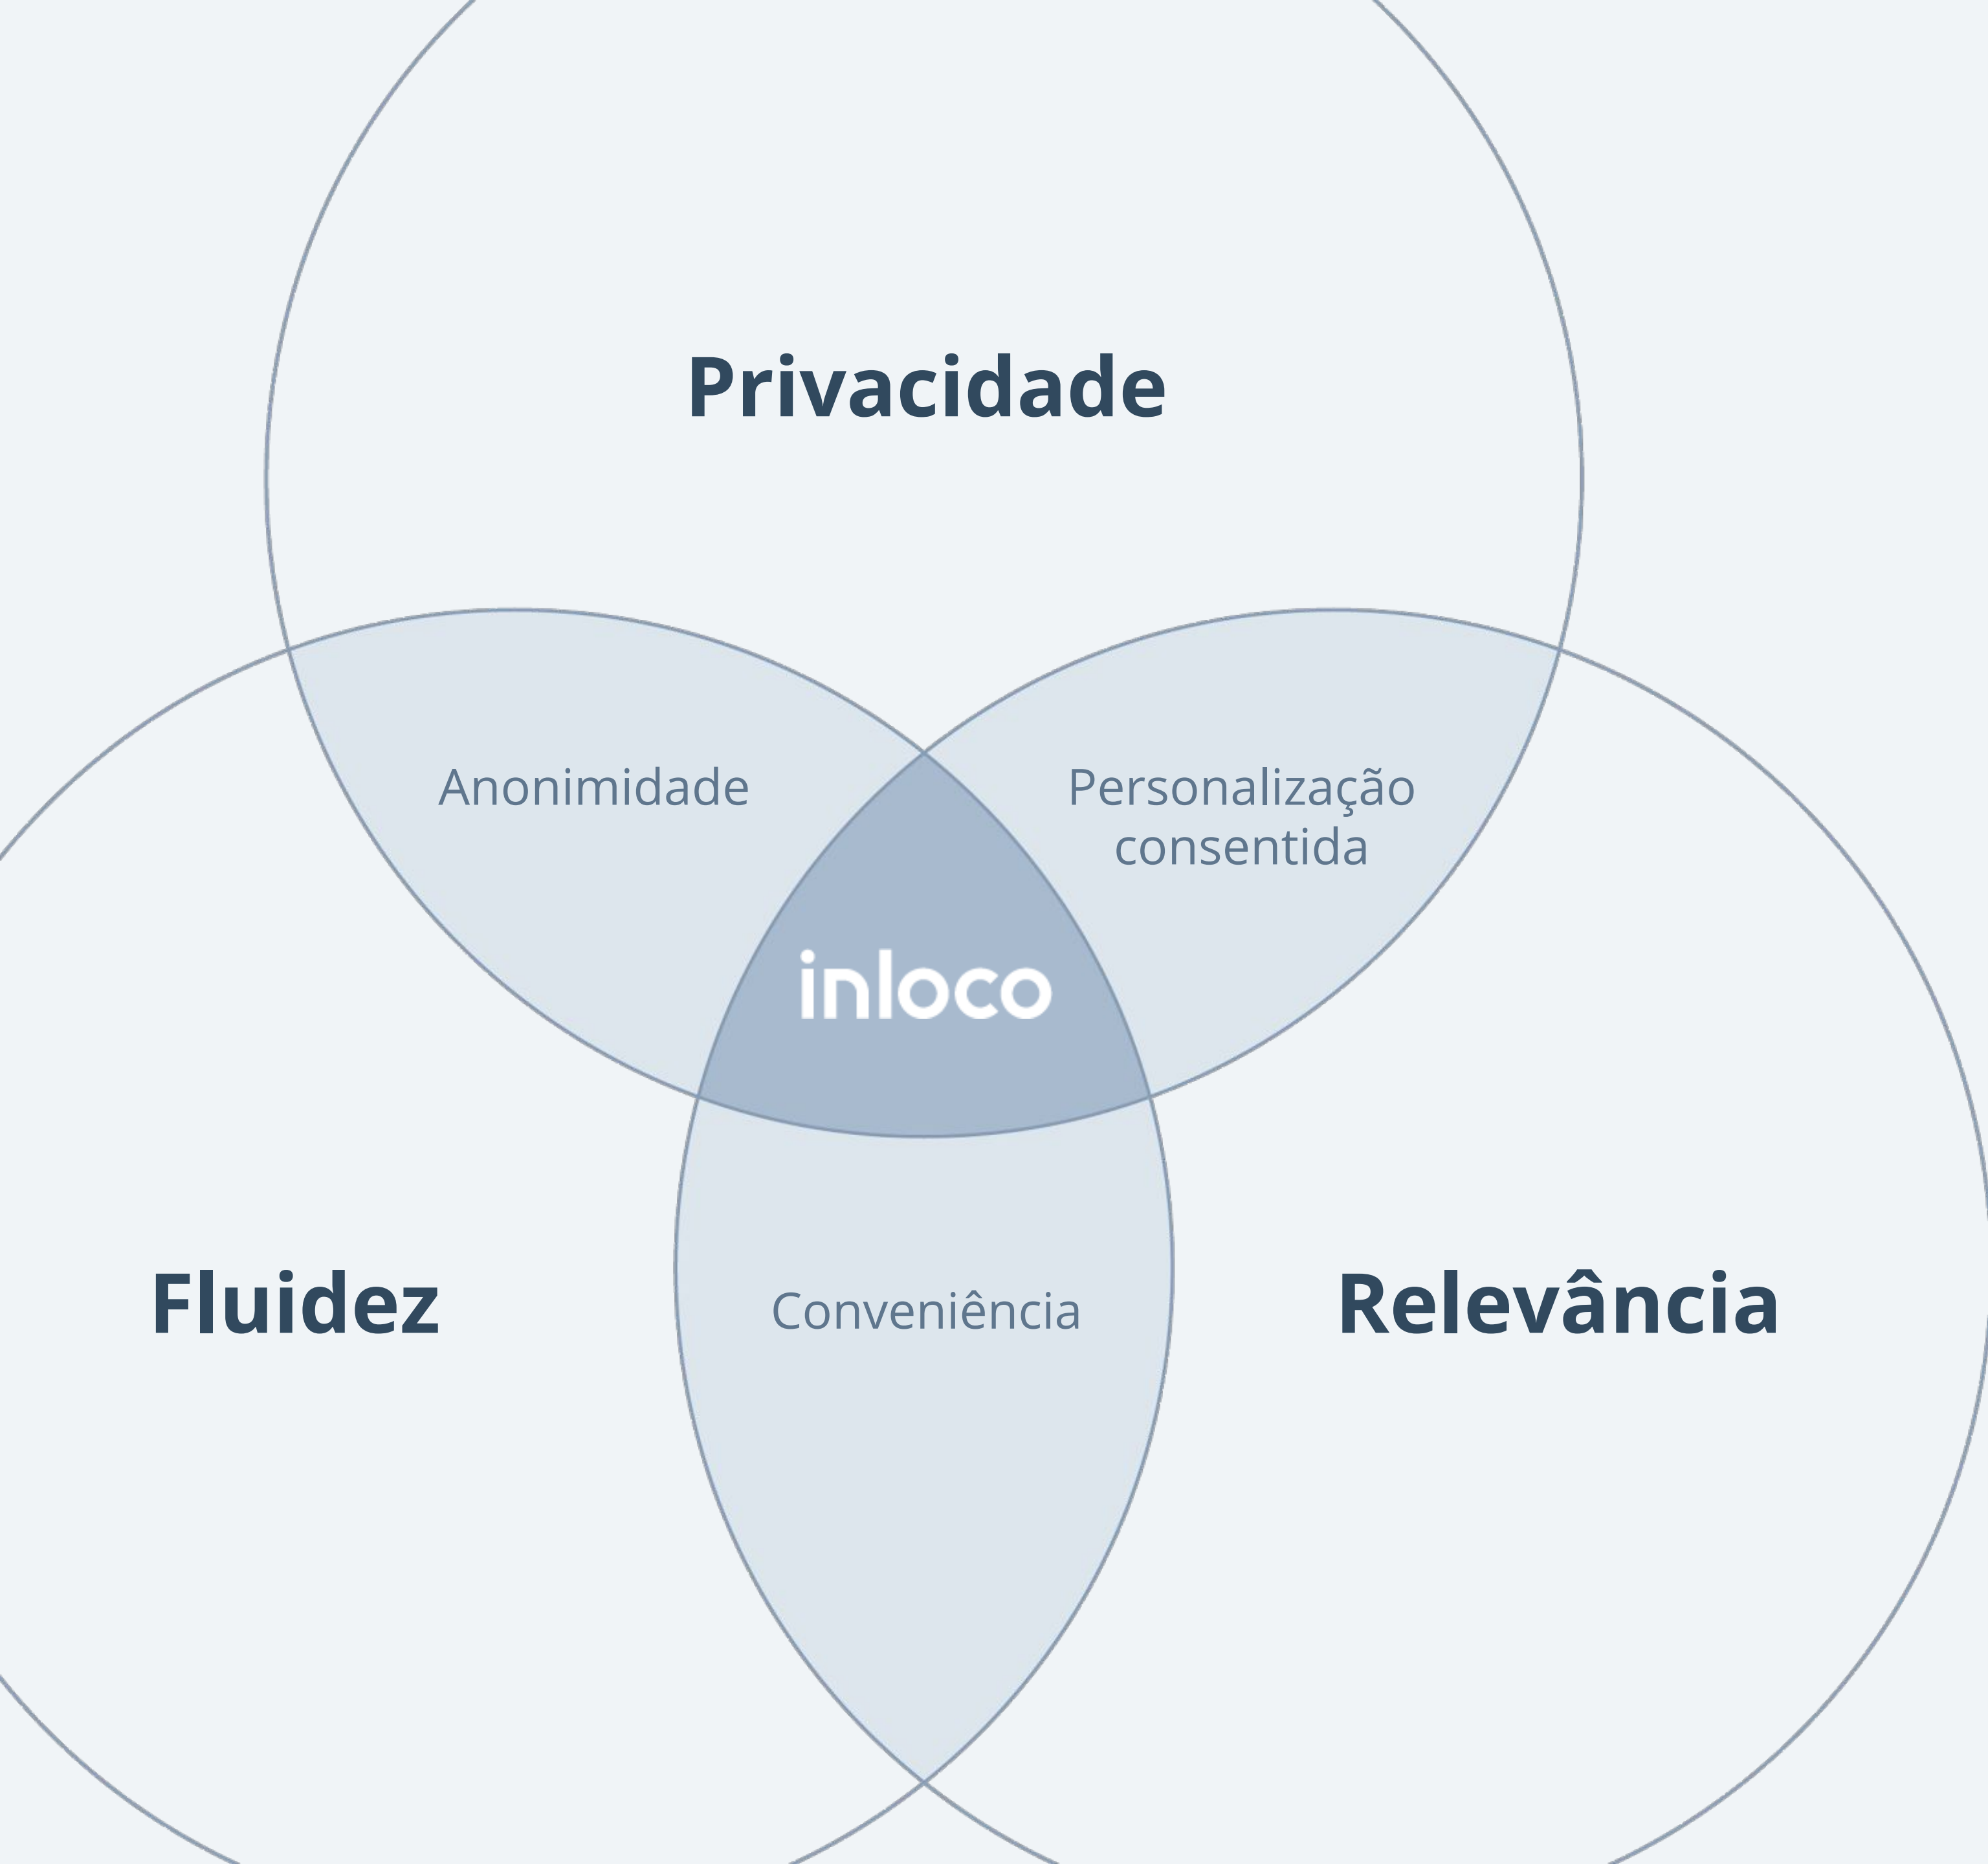 Privacidade
Anonimidade
Personalização
consentida
inloco
Fluidez
Conveniência
Relevância